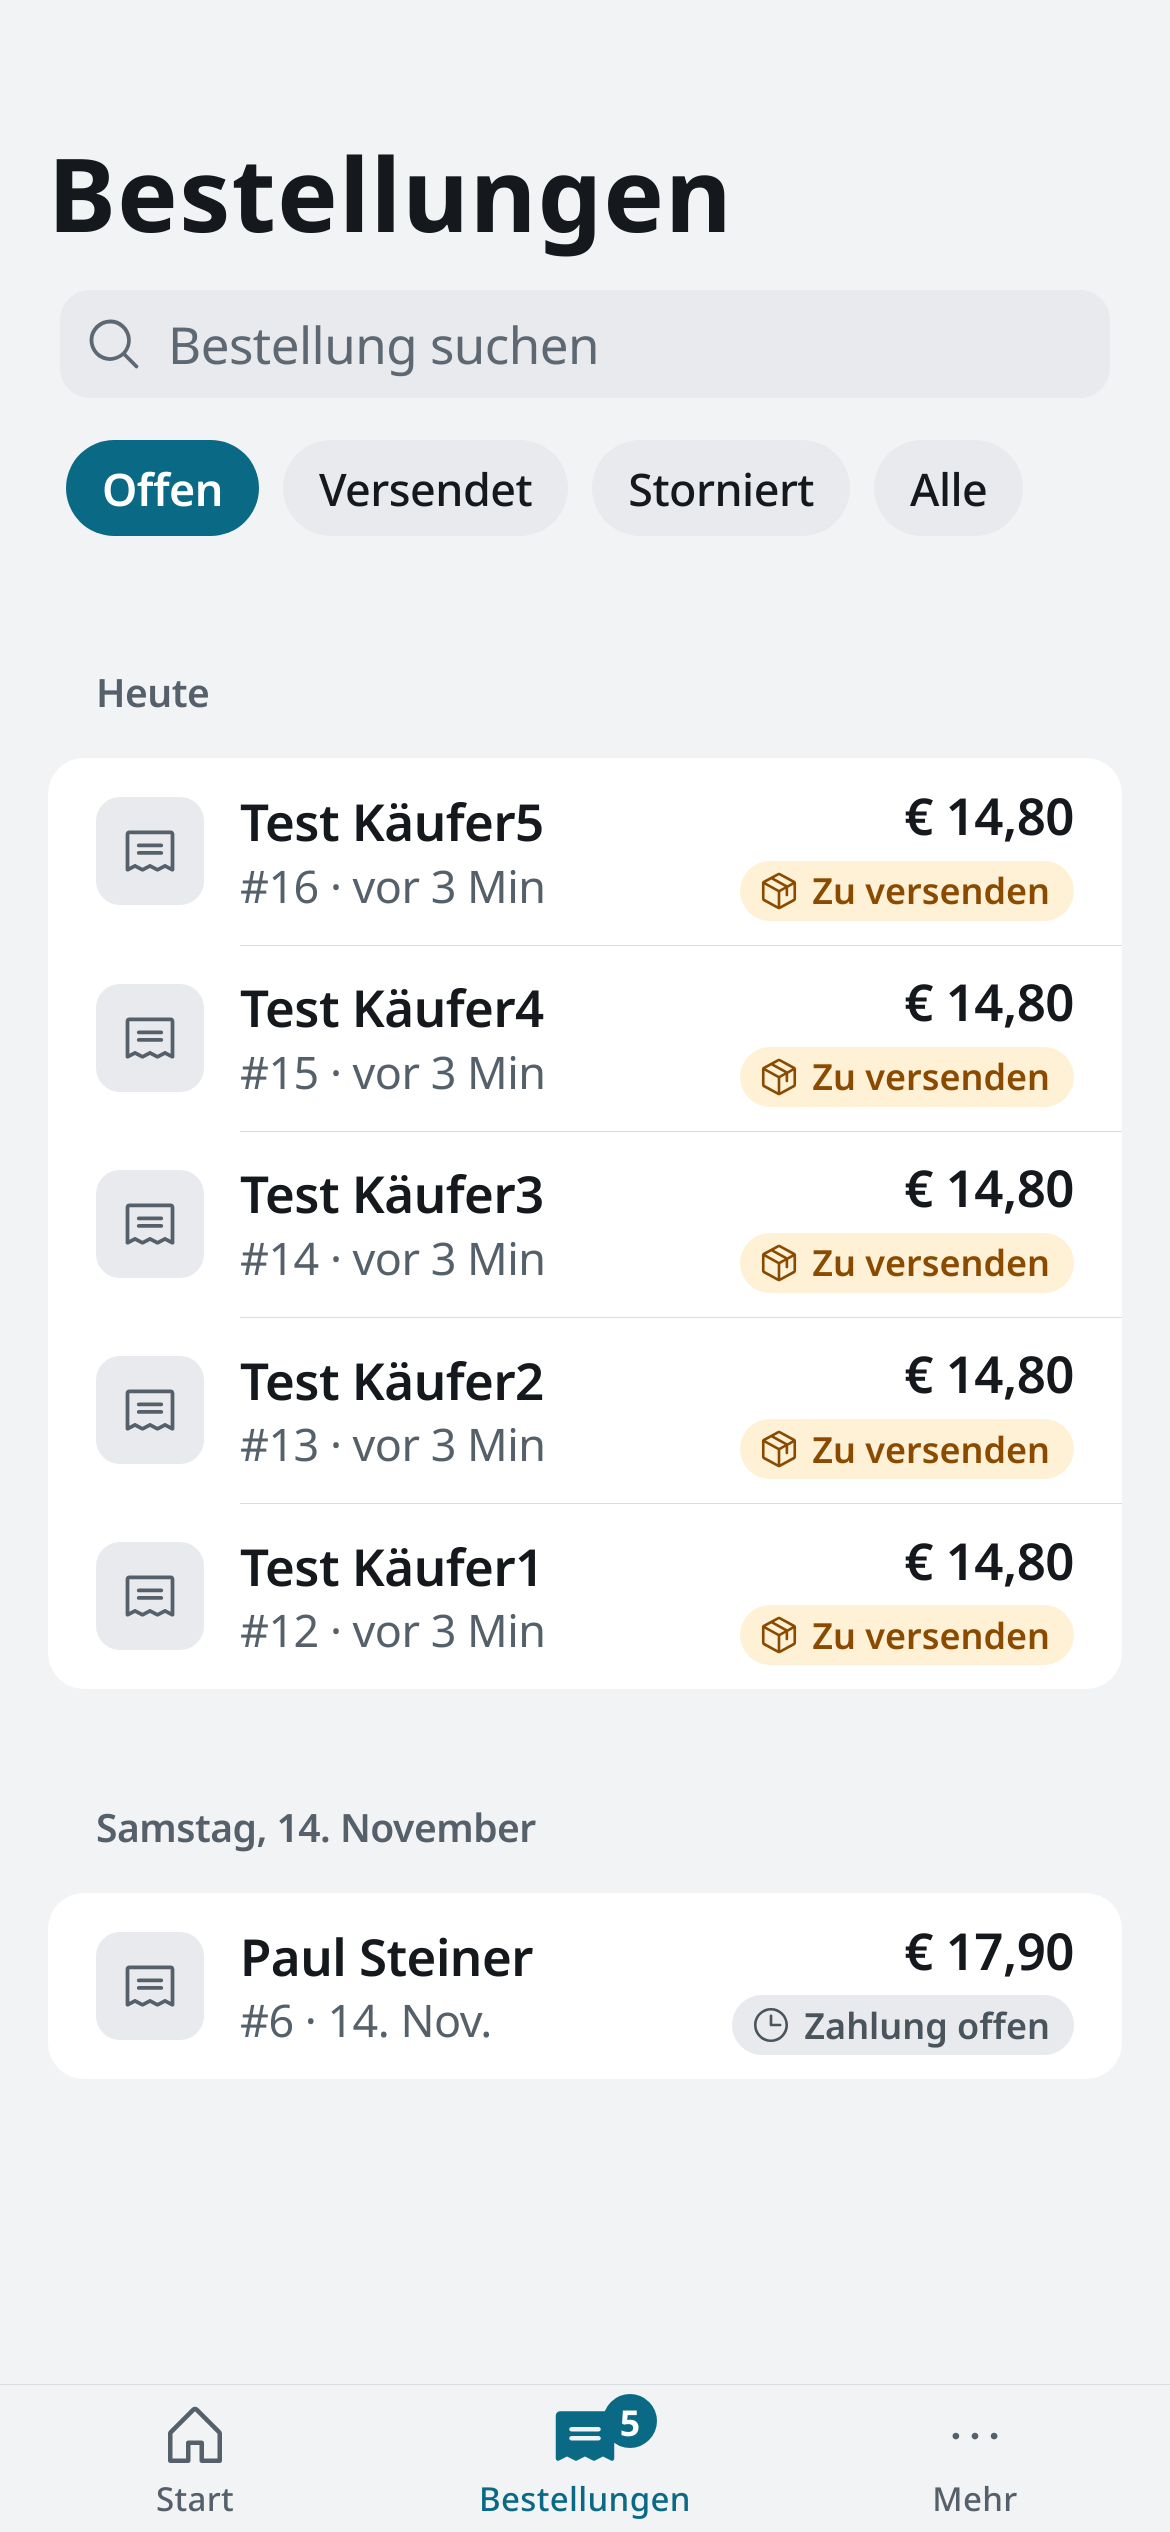 Bestellungen
Bestellung suchen
Offen
Versendet
Storniert
Alle
Heute
Test Käufer5
€ 14,80
#16 · vor 3 Min
Zu versenden
Test Käufer4
€ 14,80
#15 · vor 3 Min
Zu versenden
Test Käufer3
€ 14,80
#14 · vor 3 Min
Zu versenden
Test Käufer2
€ 14,80
#13 · vor 3 Min
Zu versenden
Test Käufer1
€ 14,80
#12 · vor 3 Min
Zu versenden
Samstag, 14. November
Paul Steiner
€ 17,90
#6 · 14. Nov.
Zahlung offen
5
Start
Bestellungen
Mehr